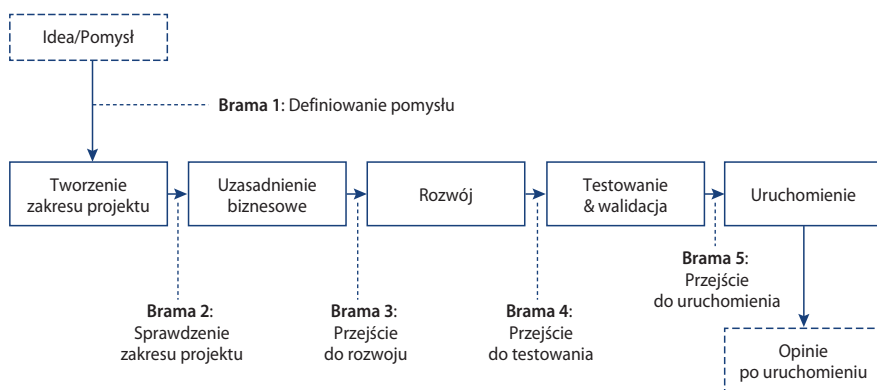 Idea/Pomysł
Brama 1: Definiowanie pomysłu
Tworzenie
zakresu projektu
Uzasadnienie
biznesowe
Rozwój
Testowanie
& walidacja
Uruchomienie
Brama 2:
Sprawdzenie
zakresu projektu
Brama 3:
Przejście
do rozwoju
Brama 4:
Przejście
do testowania
Brama 5:
Przejście
do uruchomienia
Opinie
po uruchomieniu